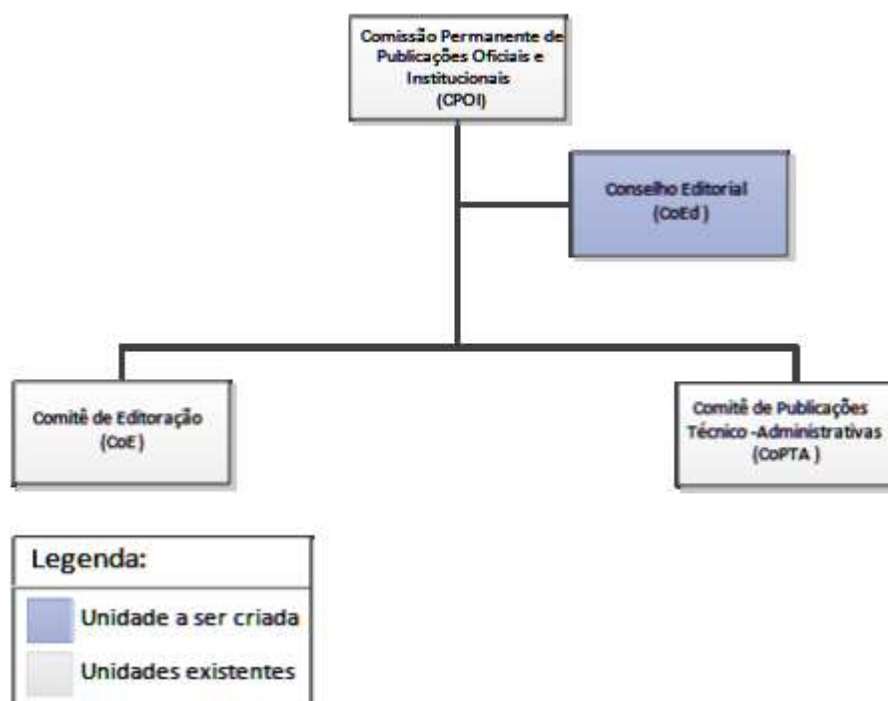 Comissão Permanente de
Publicações Oficiais e
Institucionais
(CPOI)
Conselho Editorial
(CoEd )
Comitê de Editoração
(CoE)
Comitê de Publicações
Técnico -Administrativas
(CoPTA )
Legenda:
Unidade a ser criada
Unidades existentes